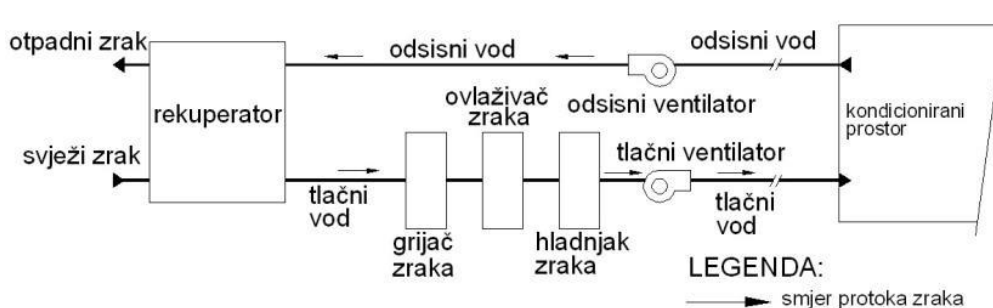 otpadni zrak
odsisni vod
odsisni vod
rekuperator
ovlaživač
zraka
odsisni ventilator
kondicionirani
prostor
svježi zrak
tlačni ventilator
tlačni
vod
grijač
zraka
hladnjak
zraka
tlačni
vod
LEGENDA:
smjer protoka zraka